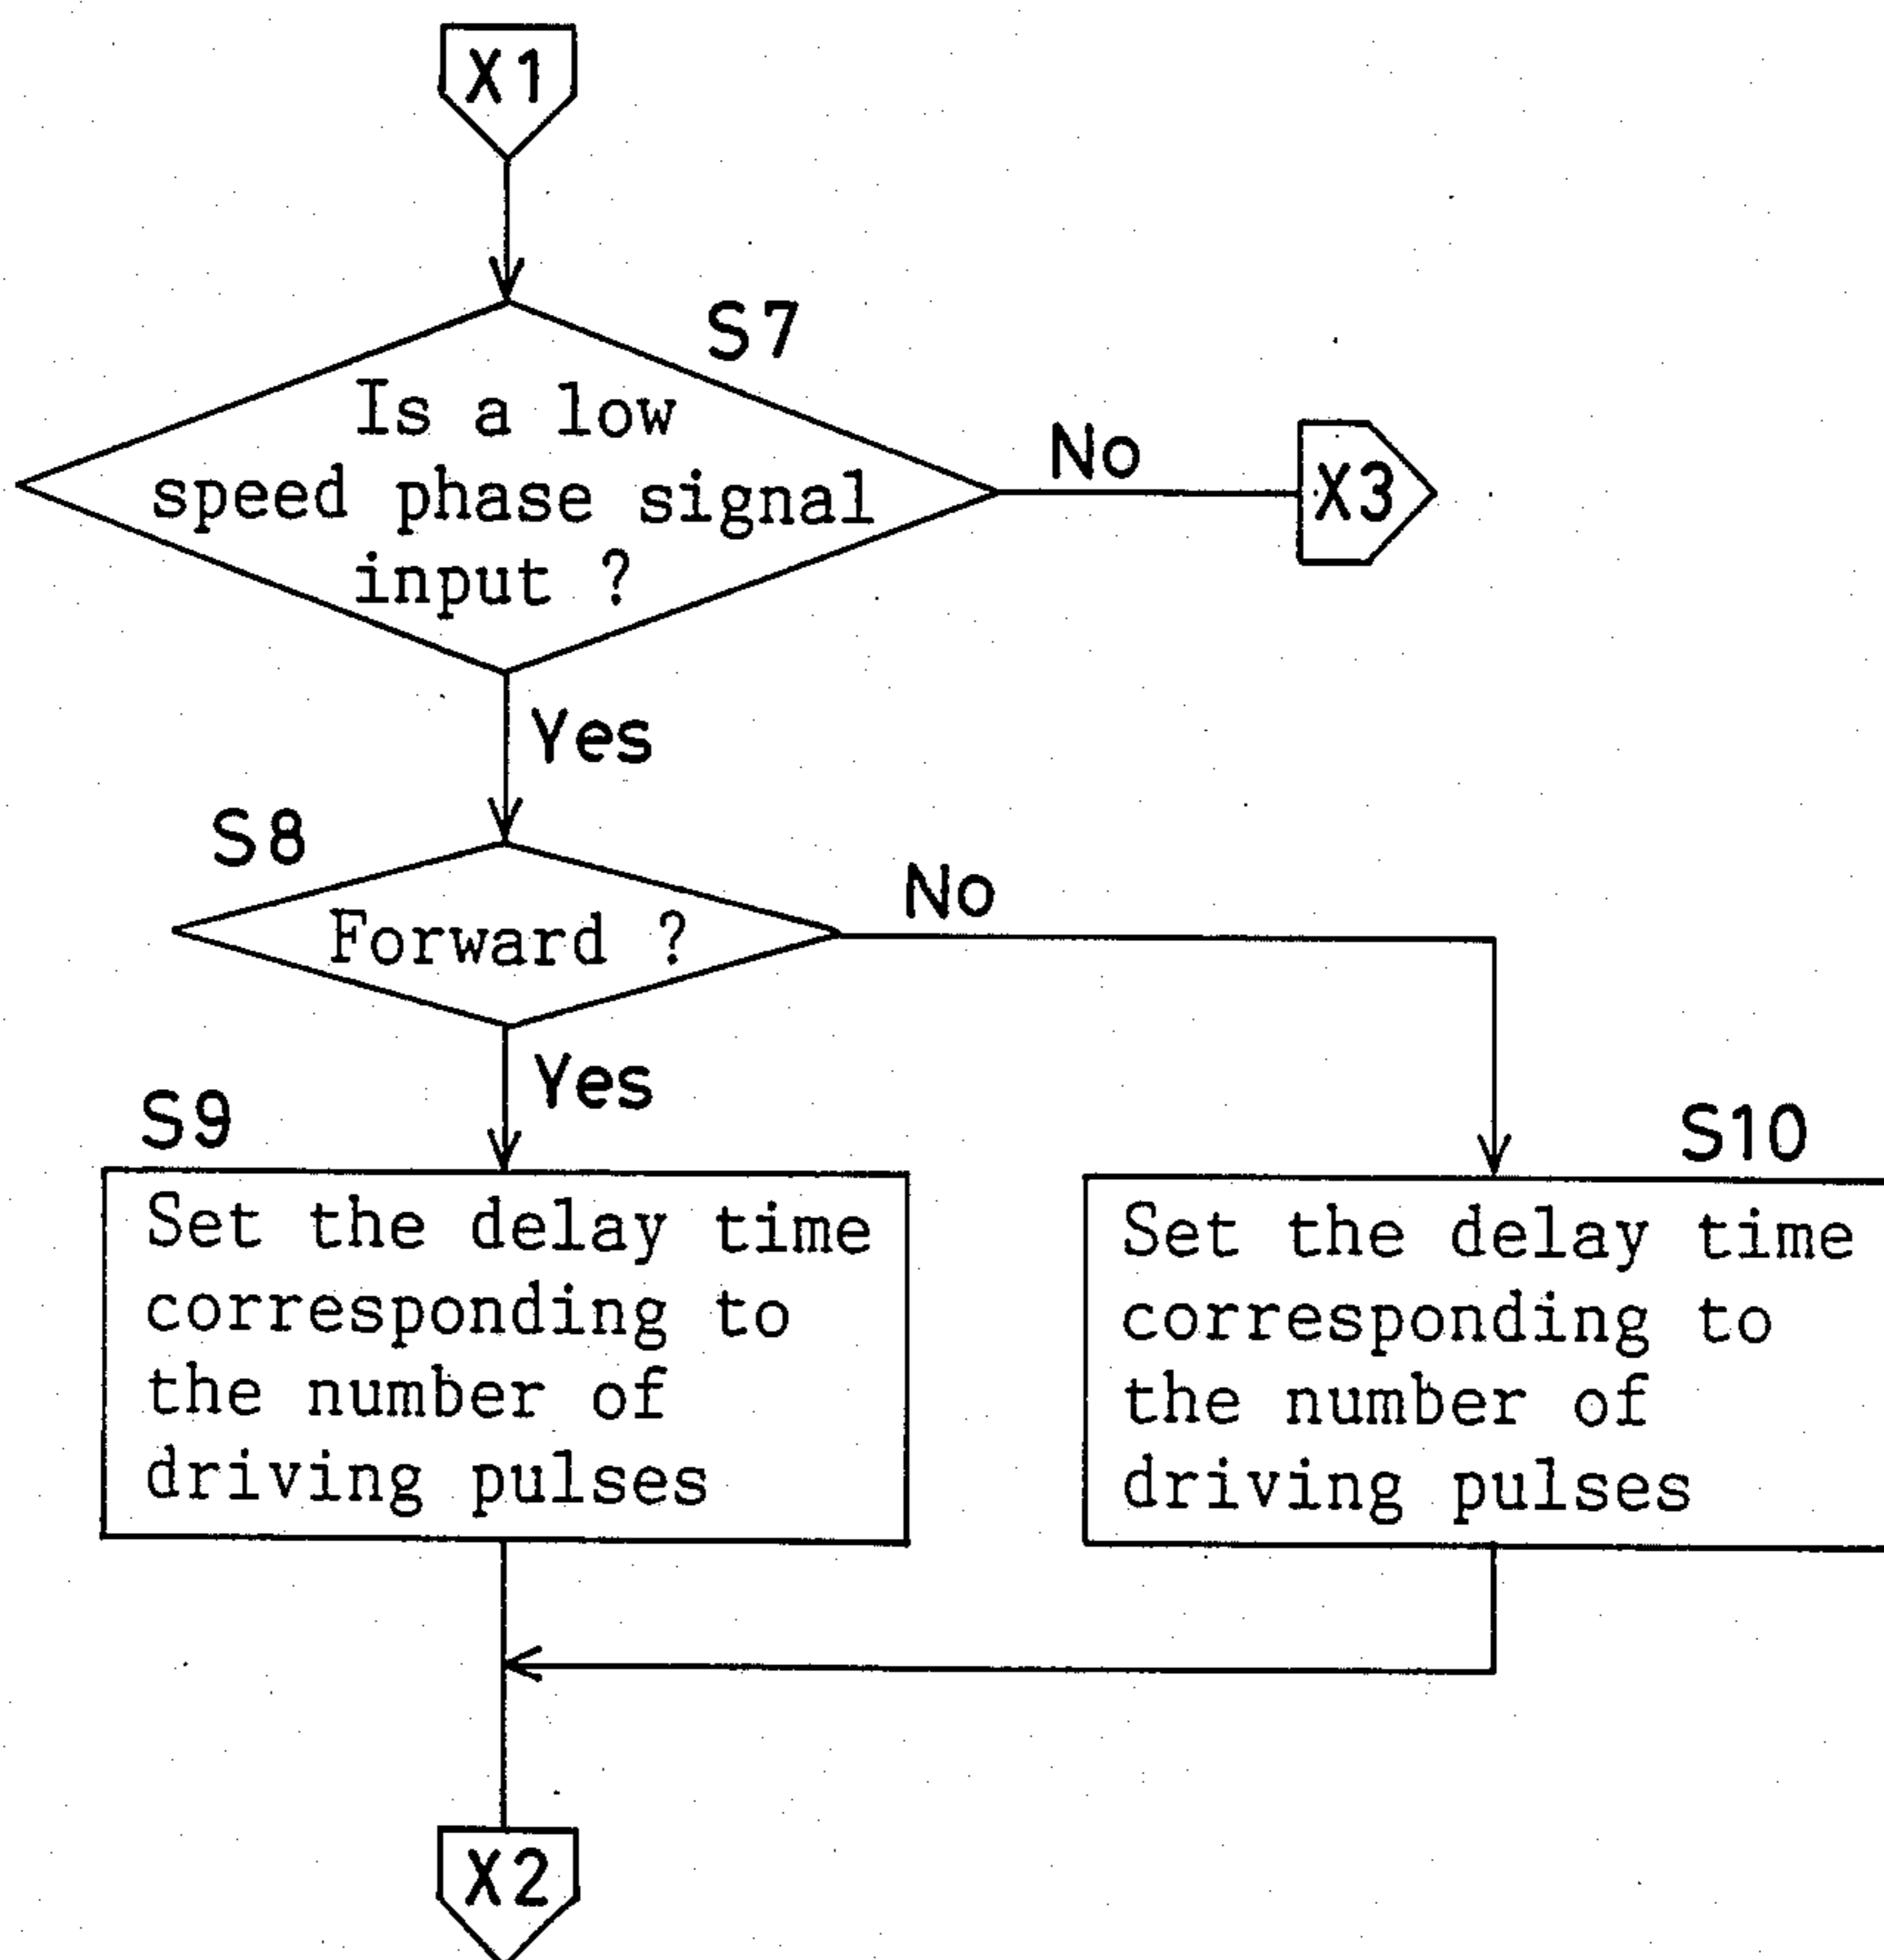 X1
S7
Is a low
speed phase signal
input ?
No
X3
Yes
S8
Forward ?
No
Yes
S9
Set the delay time
corresponding to
the number of
driving pulses
S10
Set the delay time
corresponding to
the number of
driving pulses
X2